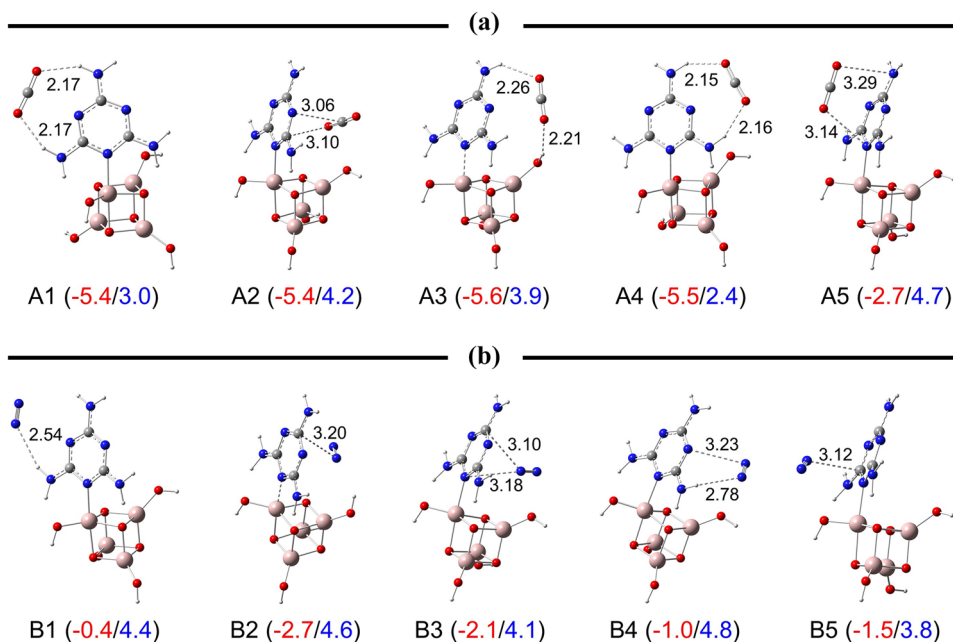 (a)
2.17
2.17
3.06
3.10
2.26
2.21
2.15
2.16
3.29
3.14
A1 (-5.4/3.0)
A2 (-5.4/4.2)
A3 (-5.6/3.9)
A4 (-5.5/2.4)
A5 (-2.7/4.7)
(b)
2.54
3.20
3.10
3.18
3.23
2.78
3.12
B1 (-0.4/4.4)
B2 (-2.7/4.6)
B3 (-2.1/4.1)
B4 (-1.0/4.8)
B5 (-1.5/3.8)